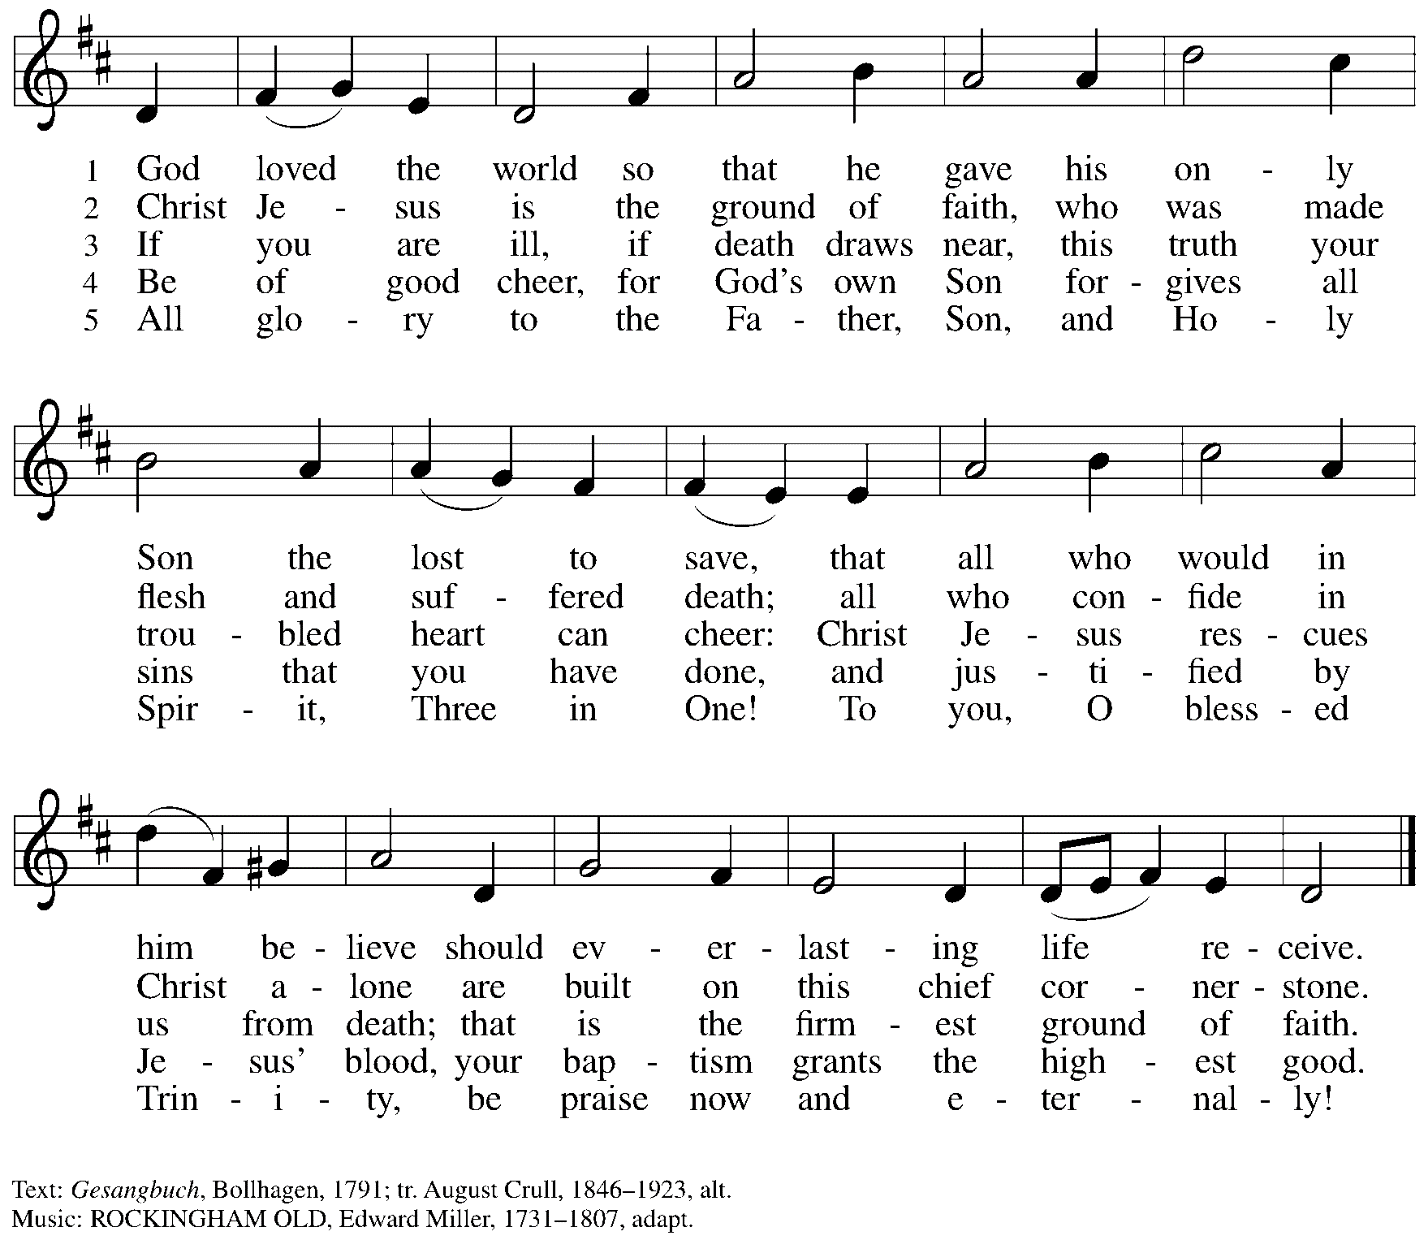 1 God loved the world so that he gave his on - ly
2 Christ Je - sus is the ground of faith, who was made
3 If you are ill, if death draws near, this truth your
4 Be of good cheer, for God's own Son for - gives all
5 All glo - ry to the Fa - ther, Son, and Ho - ly
Son the lost to save, that all who would in
flesh and suf - fered death; all who con - fide in
trou - bled heart can cheer: Christ Je - sus res - cues
sins that you have done, and jus - ti - fied by
Spir - it, Three in One! To you, O bless - ed
him be - lieve should ev - er - last - ing life re - ceive.
Christ a - lone are built on this chief cor - ner - stone.
us from death; that is the firm - est ground of faith.
Je - sus' blood, your bap - tism grants the high - est good.
Trin - i - ty, be praise now and e - ter - nal - ly!
Text: Gesangbuch, Bollhagen, 1791; tr. August Crull, 1846–1923, alt.
Music: ROCKINGHAM OLD, Edward Miller, 1731–1807, adapt.